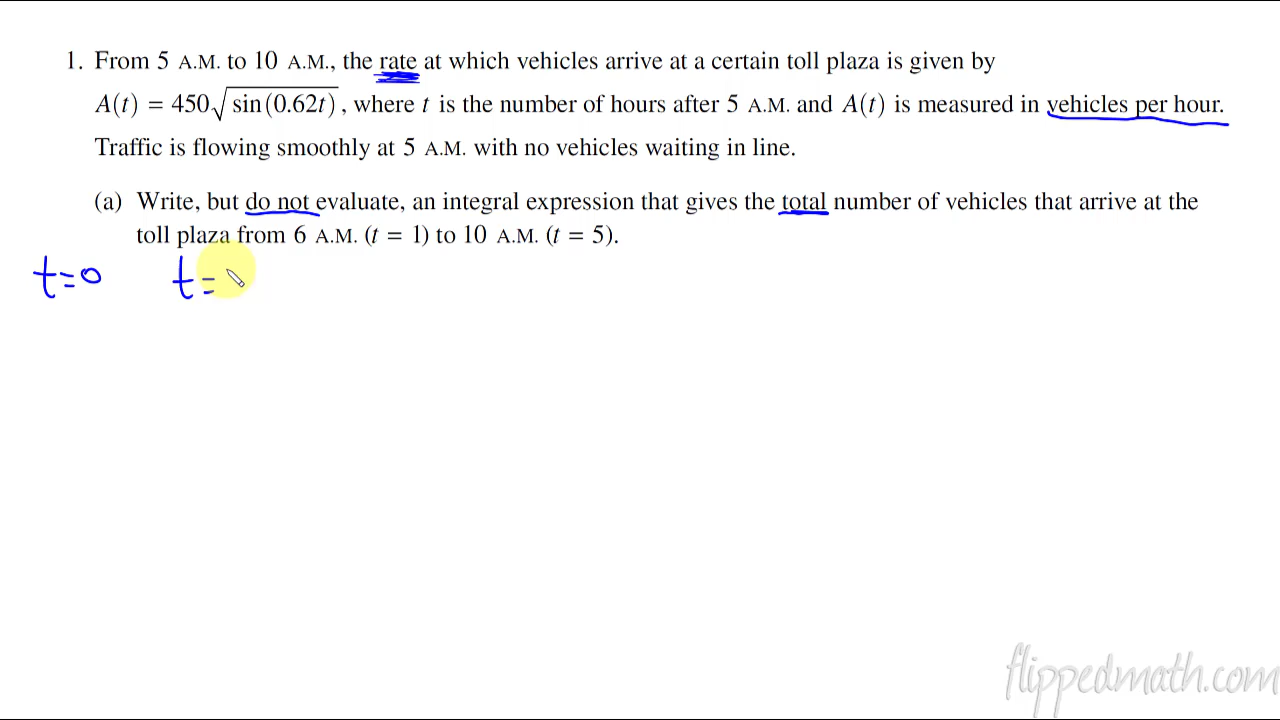 1. From 5 A.M. to 10 A.M., the rate at which vehicles arrive at a certain toll plaza is given by
A(t) = 450√sin(0.62t), where t is the number of hours after 5 A.M. and A(t) is measured in vehicles per hour.
Traffic is flowing smoothly at 5 A.M. with no vehicles waiting in line.
(a) Write, but do not evaluate, an integral expression that gives the total number of vehicles that arrive at the
toll plaza from 6 A.M. (t = 1) to 10 A.M. (t = 5).
t=0 t=
flippedmath.com